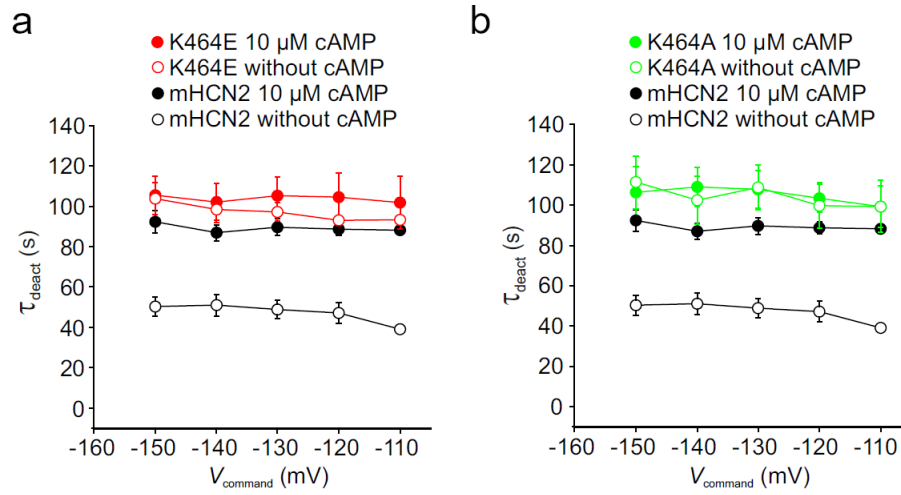 a
K464E 10 µM cAMP
K464E without cAMP
mHCN2 10 µM cAMP
mHCN2 without cAMP
140
120
100
80
60
40
20
0
τdeact (s)
-160 -150 -140 -130 -120 -110
Vcommand (mV)
b
K464A 10 µM cAMP
K464A without cAMP
mHCN2 10 µM cAMP
mHCN2 without cAMP
140
120
100
80
60
40
20
0
τdeact (s)
-160 -150 -140 -130 -120 -110
Vcommand (mV)